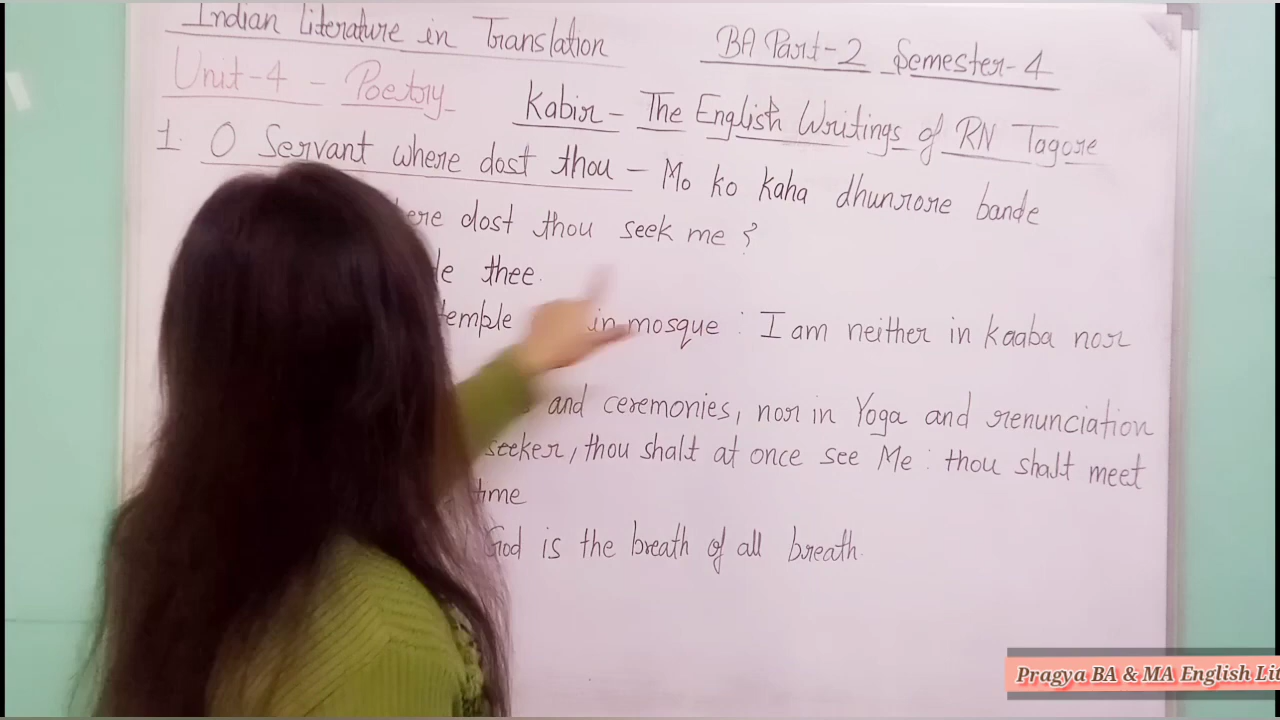 Indian Literature in Translation BA Part-2 Semester-4
Unit-4 - Poetry
Kabir - The English Writings of RN Tagore
1. O Servant where dost thou - Mo ko kaha dhunrore bande
dost thou seek me ?
thee.
temple in mosque : I am neither in kaaba nor
and ceremonies, nor in Yoga and renunciation
seeker, thou shalt at once see Me : thou shalt meet
time
God is the breath of all breath.
Pragya BA & MA English Lit